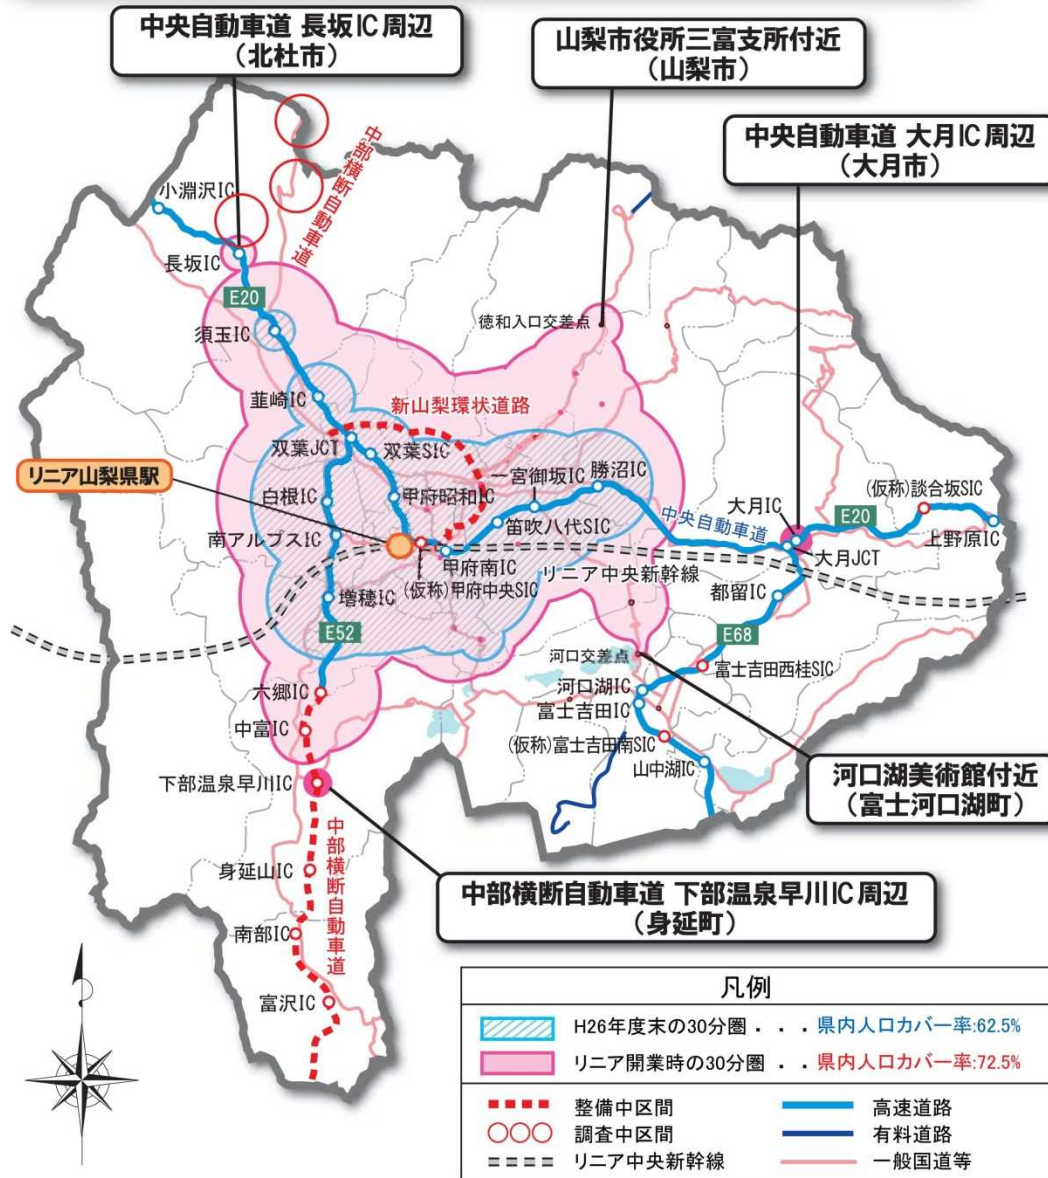 中央自動車道 長坂IC周辺
(北杜市)
山梨市役所三富支所付近
(山梨市)
中央自動車道 大月IC周辺
(大月市)
中部横断自動車道
小淵沢IC
長坂IC
E20
須玉IC
徳和入口交差点
韮崎IC
新山梨環状道路
双葉JCT
双葉SIC
リニア山梨県駅
一宮御坂IC
勝沼IC
白根IC
甲府昭和IC
笛吹八代SIC
中央自動車道
大月IC
E20
(仮称)談合坂SIC
上野原IC
南アルプスIC
甲府南IC
(仮称)甲府中央SIC
リニア中央新幹線
大月JCT
増穂IC
都留IC
E52
E68
河口交差点
富士吉田西桂SIC
六郷IC
河口湖IC
富士吉田IC
中富IC
(仮称)富士吉田南SIC
山中湖IC
下部温泉早川IC
河口湖美術館付近
(富士河口湖町)
中部横断自動車道
身延山IC
中部横断自動車道 下部温泉早川IC周辺
(身延町)
南部IC
富沢IC
凡例
H26年度末の30分圏 ・・・ 県内人口カバー率:62.5%
リニア開業時の30分圏 ・・ 県内人口カバー率:72.5%
整備中区間
高速道路
調査中区間
有料道路
リニア中央新幹線
一般国道等